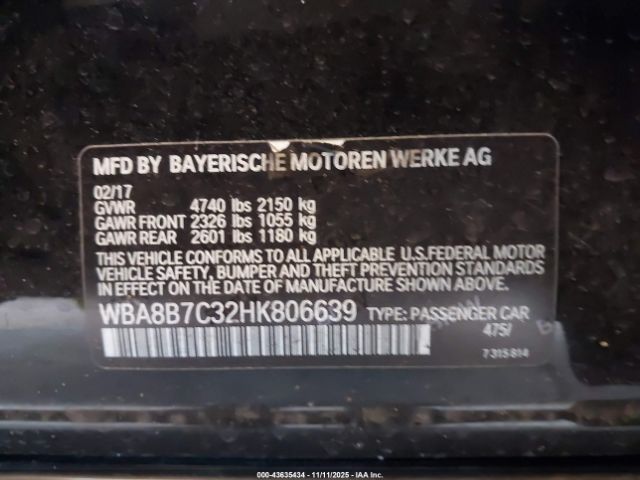 MFD BY BAYERISCHE MOTOREN WERKE AG
02/17
GVWR 4740 lbs 2150 kg
GAWR FRONT 2326 lbs 1055 kg
GAWR REAR 2601 lbs 1180 kg
THIS VEHICLE CONFORMS TO ALL APPLICABLE U.S.FEDERAL MOTOR
VEHICLE SAFETY, BUMPER AND THEFT PREVENTION STANDARDS
IN EFFECT ON THE DATE OF MANUFACTURE SHOWN ABOVE.
WBA8B7C32HK806639 TYPE: PASSENGER CAR
475/
7315814
000-43635434 - 11/11/2025 - IAA Inc.